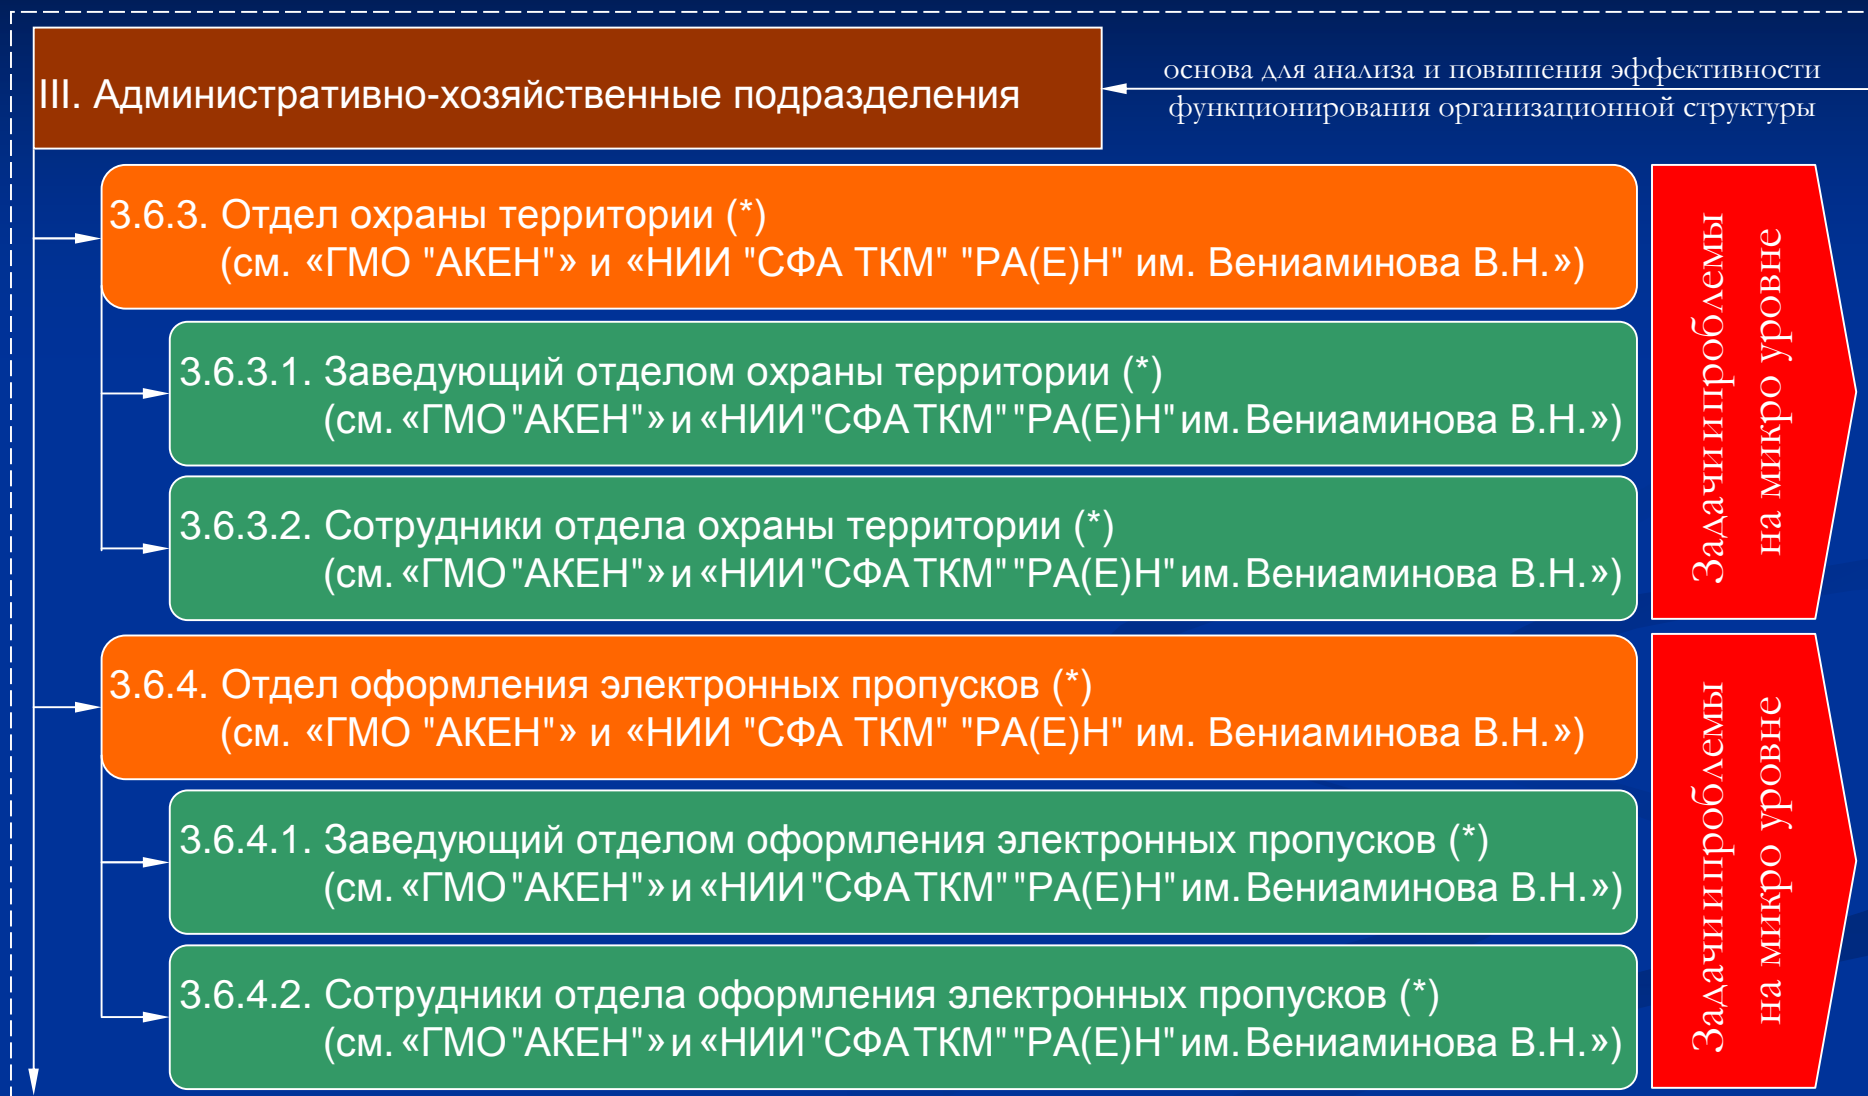 III. Административно-хозяйственные подразделения
основа для анализа и повышения эффективности
функционирования организационной структуры
3.6.3. Отдел охраны территории (*)
(см. «ГМО "АКЕН"» и «НИИ "СФА ТКМ" "РА(Е)Н" им. Вениаминова В.Н.»)
3.6.3.1. Заведующий отделом охраны территории (*)
(см. «ГМО "АКЕН"» и «НИИ "СФА ТКМ" "РА(Е)Н" им. Вениаминова В.Н.»)
3.6.3.2. Сотрудники отдела охраны территории (*)
(см. «ГМО "АКЕН"» и «НИИ "СФА ТКМ" "РА(Е)Н" им. Вениаминова В.Н.»)
Задачи и проблемы
на микро уровне
3.6.4. Отдел оформления электронных пропусков (*)
(см. «ГМО "АКЕН"» и «НИИ "СФА ТКМ" "РА(Е)Н" им. Вениаминова В.Н.»)
3.6.4.1. Заведующий отделом оформления электронных пропусков (*)
(см. «ГМО "АКЕН"» и «НИИ "СФА ТКМ" "РА(Е)Н" им. Вениаминова В.Н.»)
3.6.4.2. Сотрудники отдела оформления электронных пропусков (*)
(см. «ГМО "АКЕН"» и «НИИ "СФА ТКМ" "РА(Е)Н" им. Вениаминова В.Н.»)
Задачи и проблемы
на микро уровне